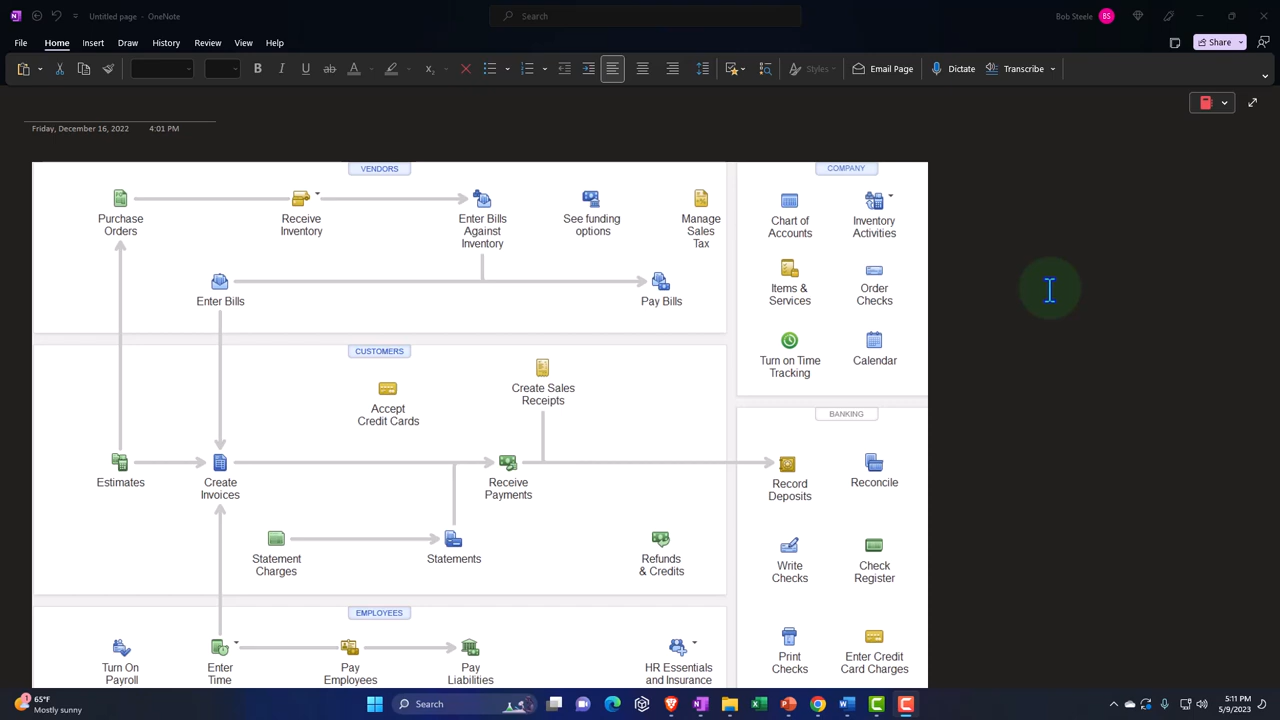 Untitled page - OneNote
Search
Bob Steele
BS
File
Home
Insert
Draw
History
Review
View
Help
Share
B
I
U
ab
A
Styles
Email Page
Dictate
Transcribe
Friday, December 16, 2022
4:01 PM
VENDORS
Purchase
Orders
Receive
Inventory
Enter Bills
Against
Inventory
See funding
options
Manage
Sales
Tax
Enter Bills
Pay Bills
COMPANY
Chart of
Accounts
Inventory
Activities
Items &
Services
Order
Checks
Turn on Time
Tracking
Calendar
CUSTOMERS
Accept
Credit Cards
Create Sales
Receipts
Estimates
Create
Invoices
Receive
Payments
Statement
Charges
Statements
Refunds
& Credits
BANKING
Record
Deposits
Reconcile
Write
Checks
Check
Register
Print
Checks
Enter Credit
Card Charges
EMPLOYEES
Turn On
Payroll
Enter
Time
Pay
Employees
Pay
Liabilities
HR Essentials
and Insurance
1
65°F
Mostly sunny
Search
5:11 PM
5/9/2023